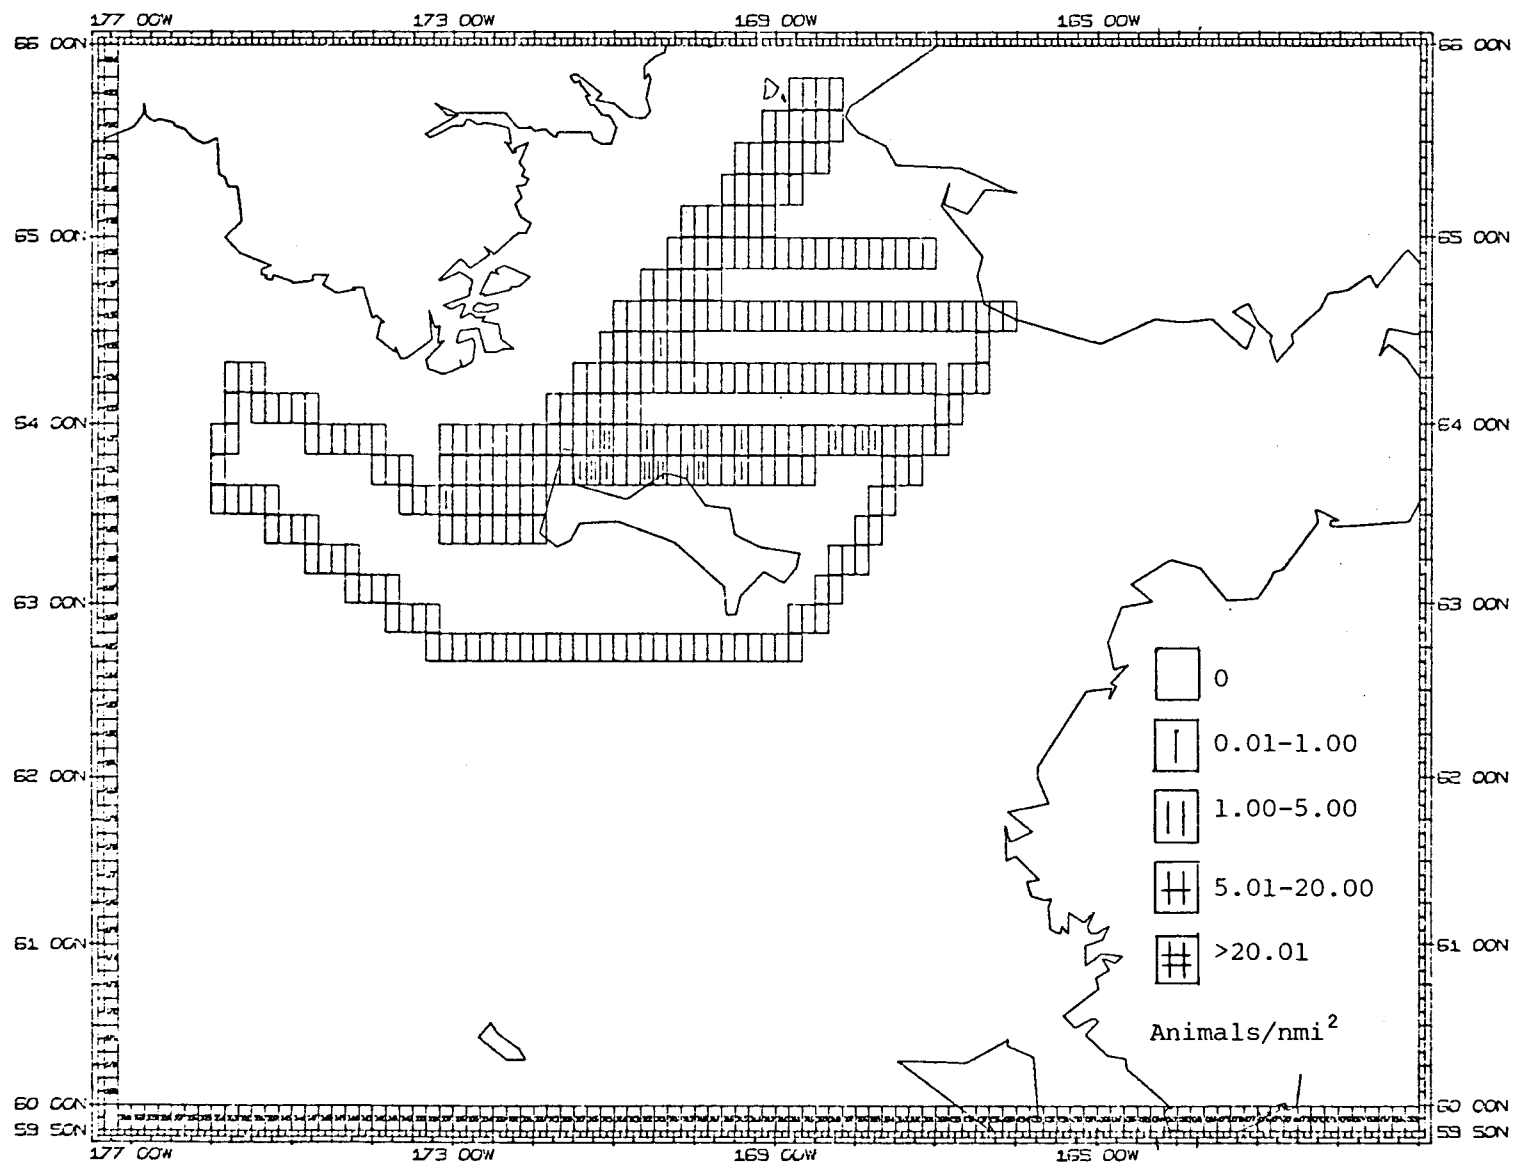 177 00W 173 00W 169 00W 165 00W
66 00N 66 00N
65 00N 65 00N
64 00N 64 00N
63 00N 63 00N
0
0.01-1.00
62 00N 62 00N
1.00-5.00
5.01-20.00
61 00N 61 00N
>20.01
Animals/nmi²
60 00N 60 00N
59 50N 59 50N
177 00W 173 00W 169 00W 165 00W